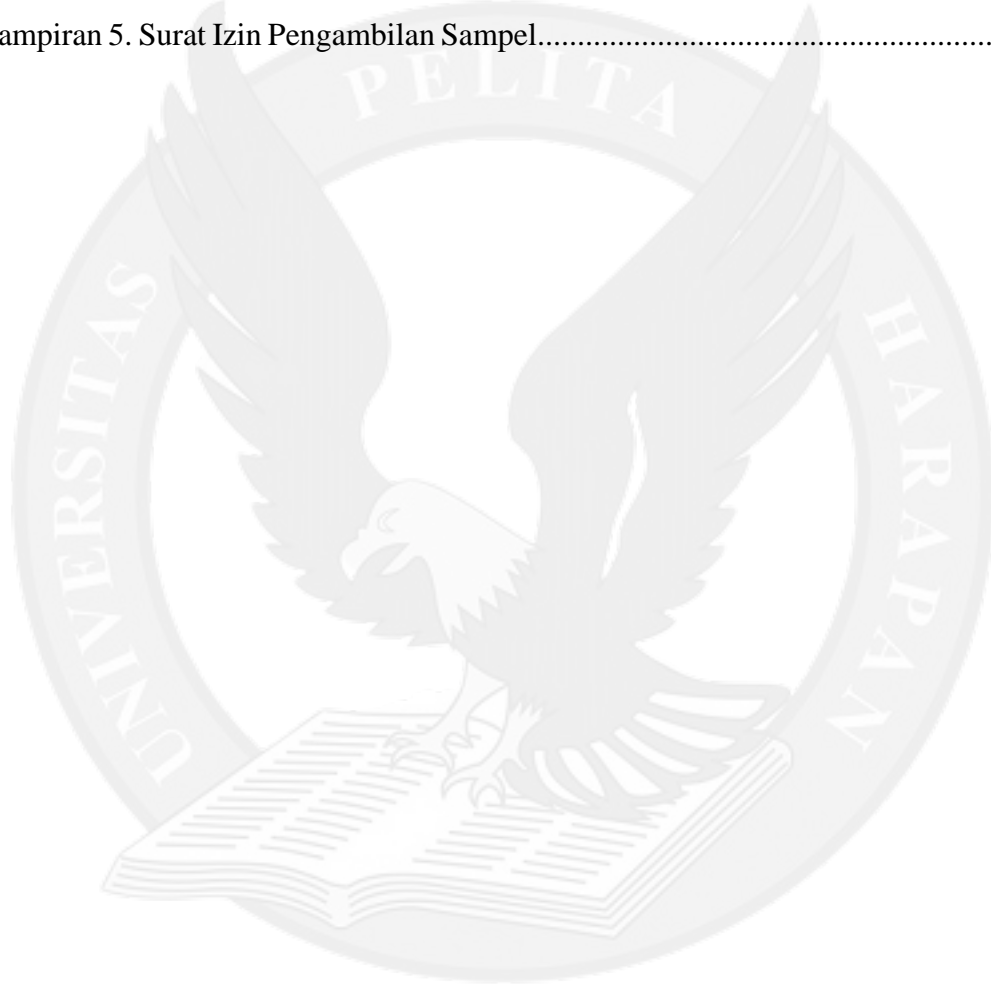 ampiran 5. Surat Izin Pengambilan Sampel........................................................
PELITA
UNIVERSITAS
HARAPAN